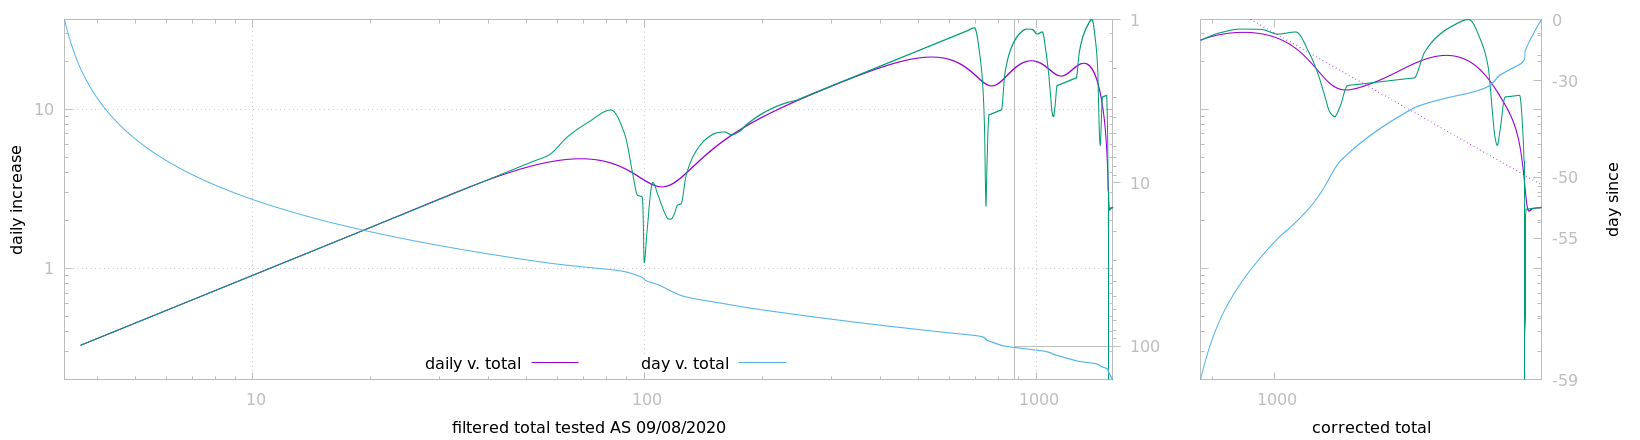 daily increase
10
1
daily v. total
day v. total
10
100
1000
filtered total tested AS 09/08/2020
1
10
100
1000
corrected total
0
-30
-50
-55
-59
day since